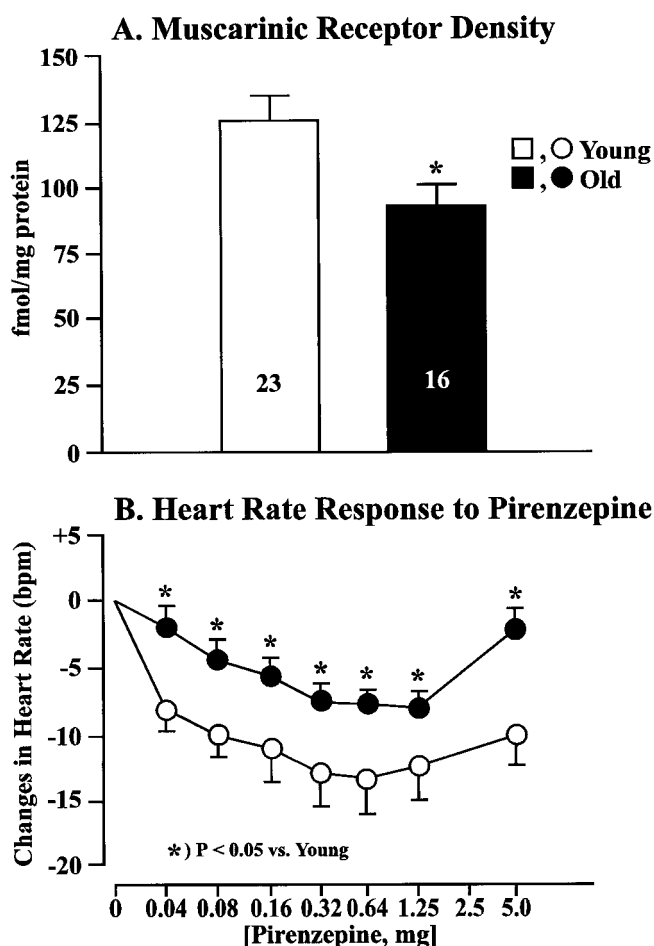 A. Muscarinic Receptor Density
150
125
100
75
50
25
0
fmol/mg protein
23
*
16
, Young
, Old
B. Heart Rate Response to Pirenzepine
+5
0
-5
-10
-15
-20
Changes in Heart Rate (bpm)
* * * * * * *
*) P < 0.05 vs. Young
0 0.04 0.08 0.16 0.32 0.64 1.25 2.5 5.0
[Pirenzepine, mg]